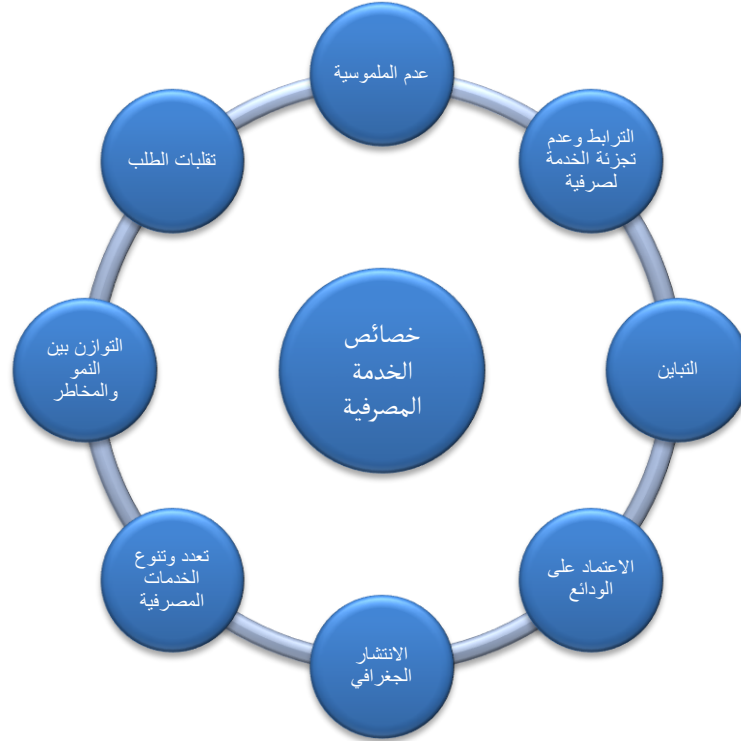 عدم الملموسية
الترابط وعدم
تجزئة الخدمة
لصرفية
التباين
الاعتماد على
الودائع
الانتشار
الجغرافي
تعدد وتنوع
الخدمات
المصرفية
التوازن بين
النمو
والمخاطر
تقلبات الطلب
خصائص
الخدمة
المصرفية